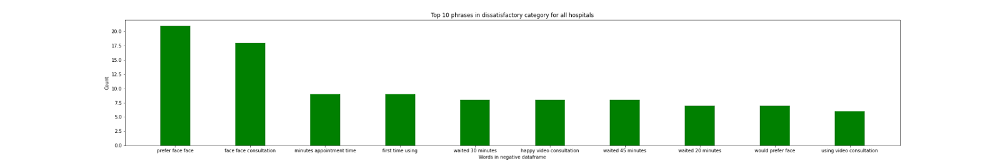 Top 10 phrases in dissatisfactory category for all hospitals
Count
20.0
17.5
15.0
12.5
10.0
7.5
5.0
2.5
0.0
prefer face face
face face consultation
minutes appointment time
first time using
waited 30 minutes
happy video consultation
waited 45 minutes
waited 20 minutes
would prefer face
using video consultation
Words in negative dataframe